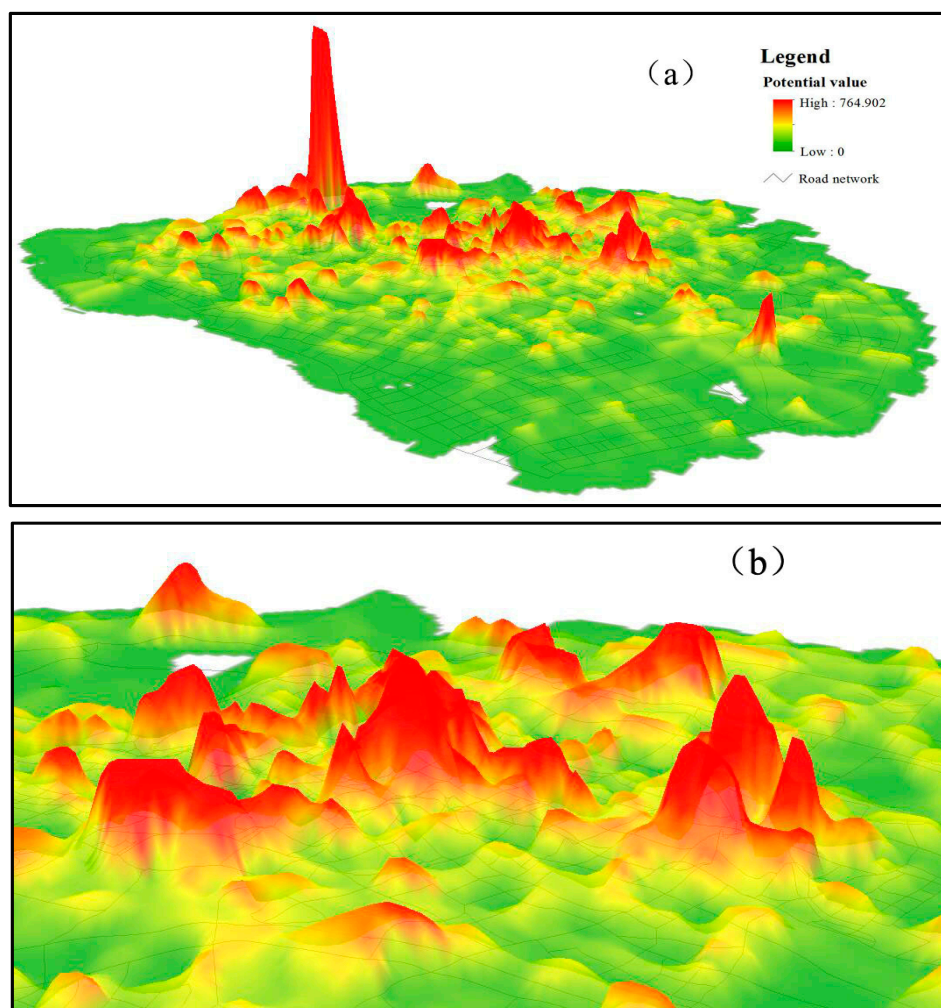 （a）
Legend
Potential value
High : 764.902
Low : 0
Road network
（b）